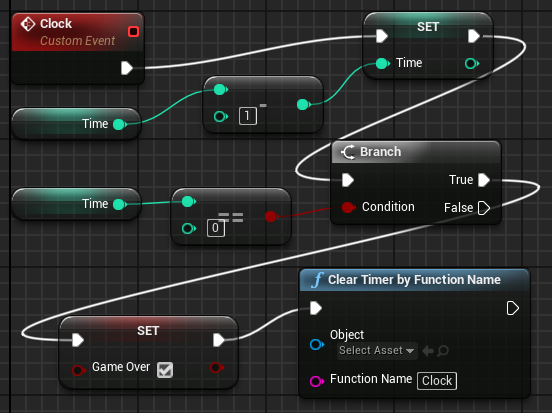 Clock
Custom Event
SET
Time
Time
-
1
Branch
True
Condition
False
Time
==
0
Clear Timer by Function Name
SET
Game Over
Object
Select Asset
Function Name Clock